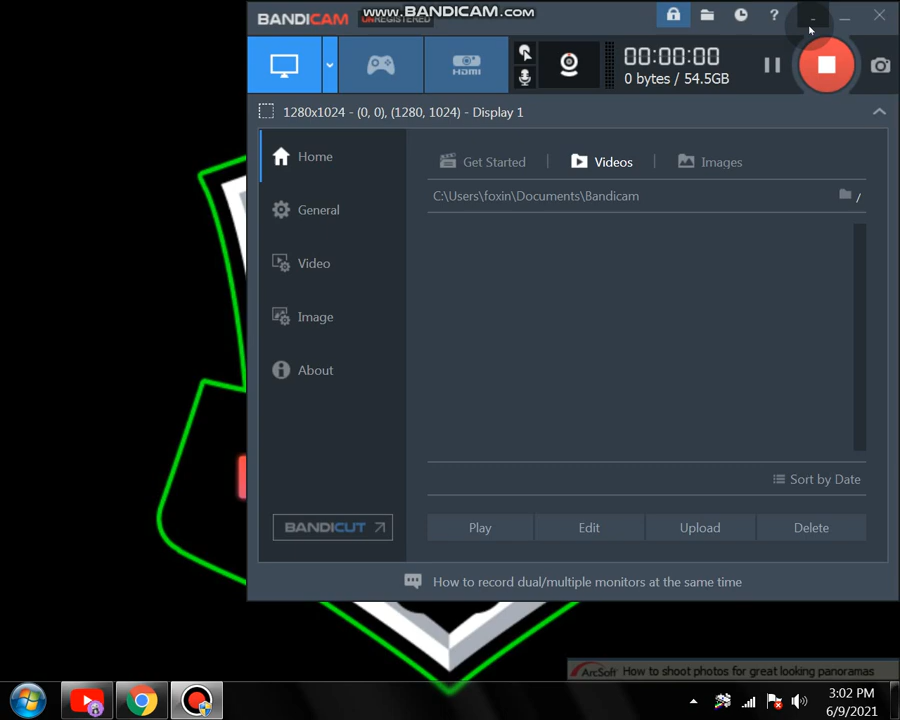 BANDICAM UNREGISTERED
www.BANDICAM.com
?
HDMI
00:00:00
0 bytes / 54.5GB
1280x1024 - (0, 0), (1280, 1024) - Display 1
Home
General
Video
Image
About
BANDICUT
Get Started
Videos
Images
C:\Users\foxin\Documents\Bandicam
/
Sort by Date
Play
Edit
Upload
Delete
How to record dual/multiple monitors at the same time
ArcSoft How to shoot photos for great looking panoramas
3:02 PM
6/9/2021